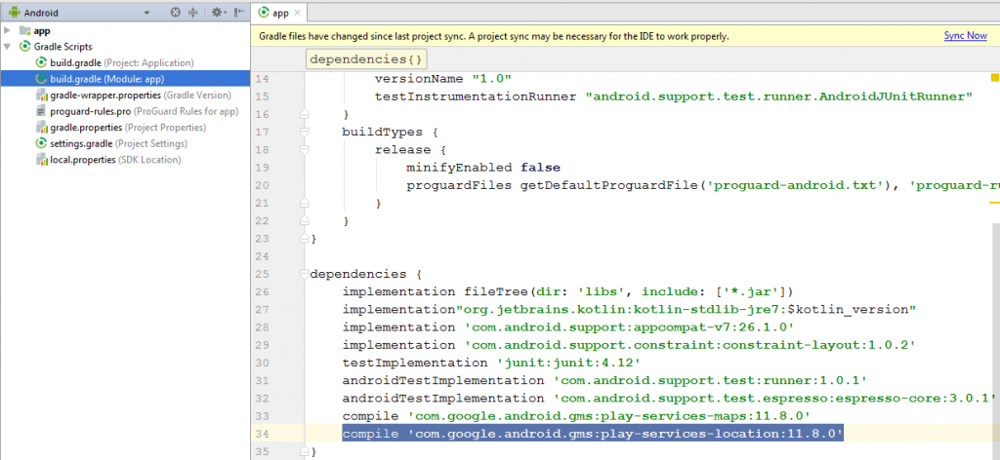 Android
app
Gradle Scripts
build.gradle (Project: Application)
build.gradle (Module: app)
gradle-wrapper.properties (Gradle Version)
proguard-rules.pro (ProGuard Rules for app)
gradle.properties (Project Properties)
settings.gradle (Project Settings)
local.properties (SDK Location)
app
Gradle files have changed since last project sync. A project sync may be necessary for the IDE to work properly. Sync Now
dependencies{}
14 versionName "1.0"
15 testInstrumentationRunner "android.support.test.runner.AndroidJUnitRunner"
16 }
17 buildTypes {
18 release {
19 minifyEnabled false
20 proguardFiles getDefaultProguardFile('proguard-android.txt'), 'proguard-ru
21 }
22 }
23 }
24
25 dependencies {
26 implementation fileTree(dir: 'libs', include: ['*.jar'])
27 implementation"org.jetbrains.kotlin:kotlin-stdlib-jre7:$kotlin_version"
28 implementation 'com.android.support:appcompat-v7:26.1.0'
29 implementation 'com.android.support.constraint:constraint-layout:1.0.2'
30 testImplementation 'junit:junit:4.12'
31 androidTestImplementation 'com.android.support.test:runner:1.0.1'
32 androidTestImplementation 'com.android.support.test.espresso:espresso-core:3.0.1'
33 compile 'com.google.android.gms:play-services-maps:11.8.0'
34 compile 'com.google.android.gms:play-services-location:11.8.0'
35 }